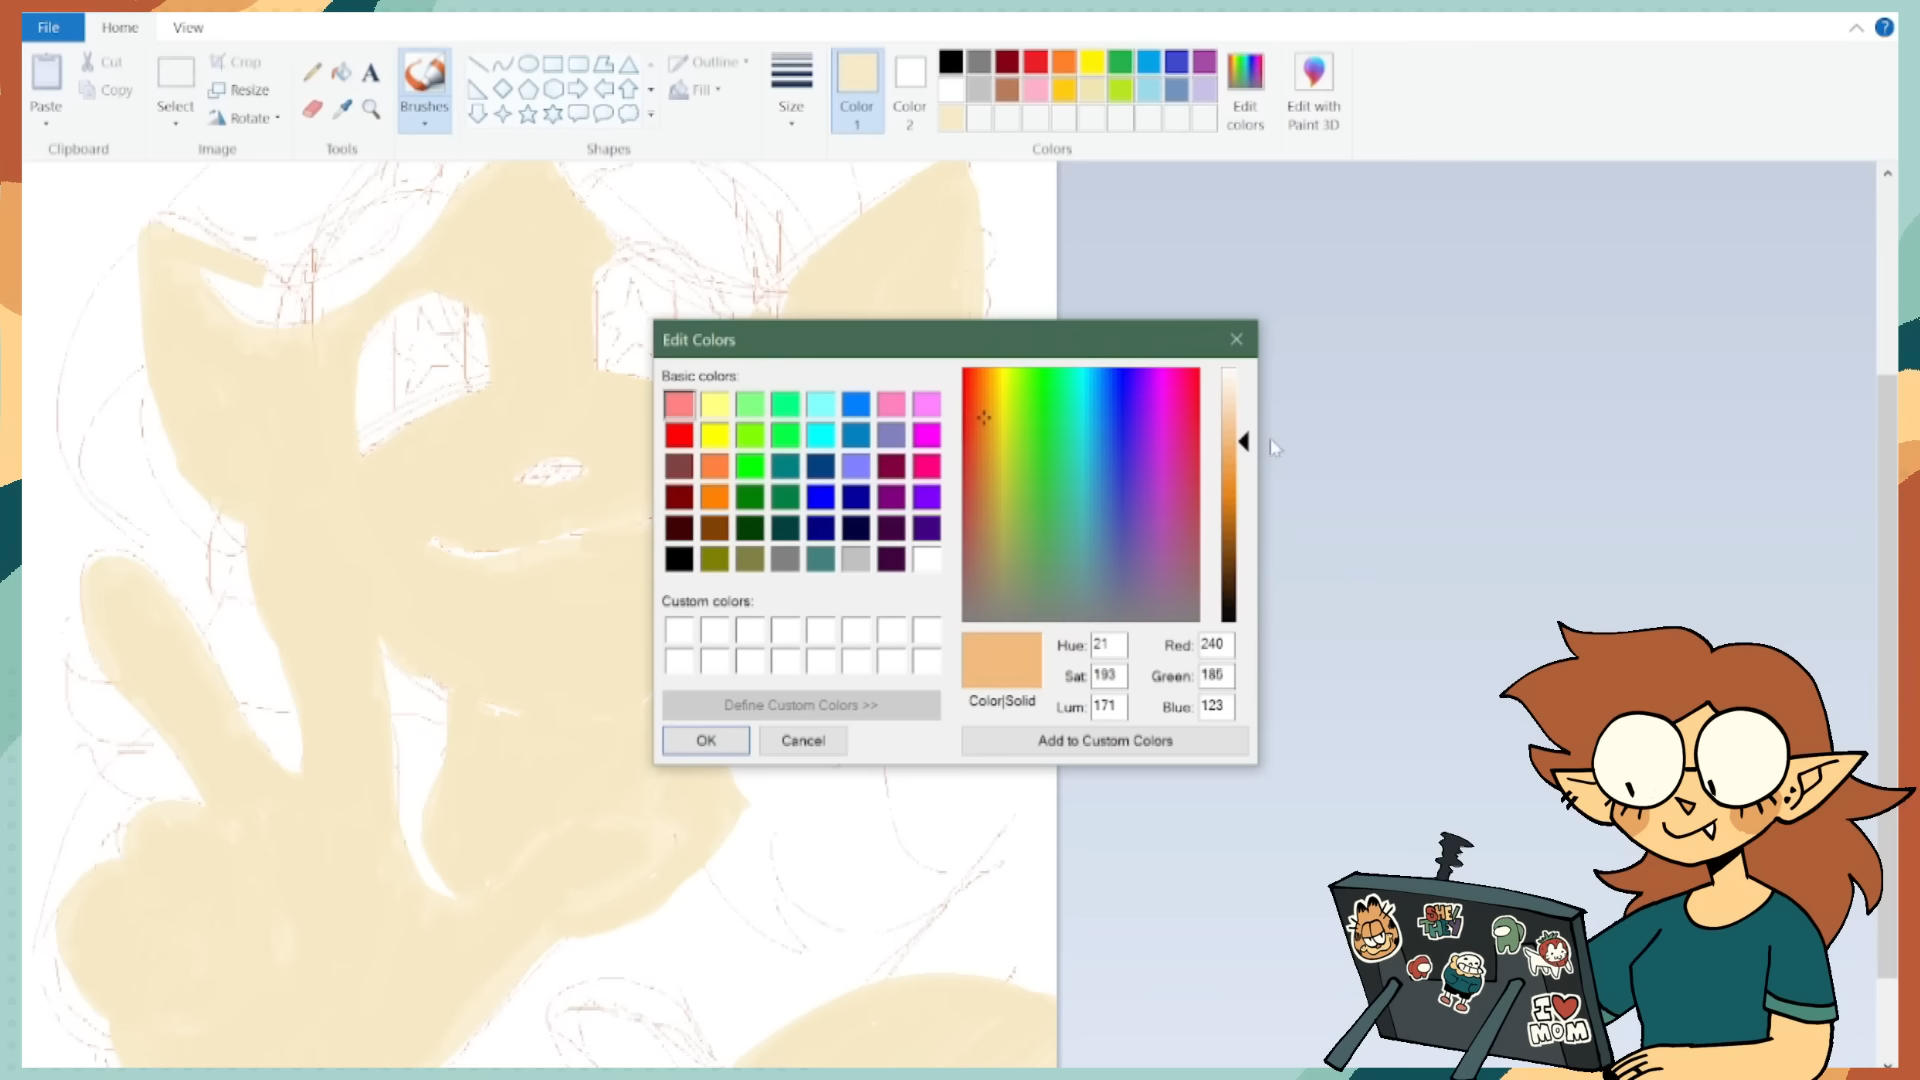 File Home View
Paste
Cut
Copy
Clipboard
Select
Crop
Resize
Rotate
Image
A
Tools
Brushes
Shapes
Outline
Fill
Size
Color
1
Color
2
Colors
Edit
colors
Edit with
Paint 3D
?
Edit Colors
Basic colors:
Custom colors:
Define Custom Colors >>
OK Cancel
Color|Solid
Hue: 21 Red: 240
Sat: 193 Green: 185
Lum: 171 Blue: 123
Add to Custom Colors
SHE/
THEY
I
MOM